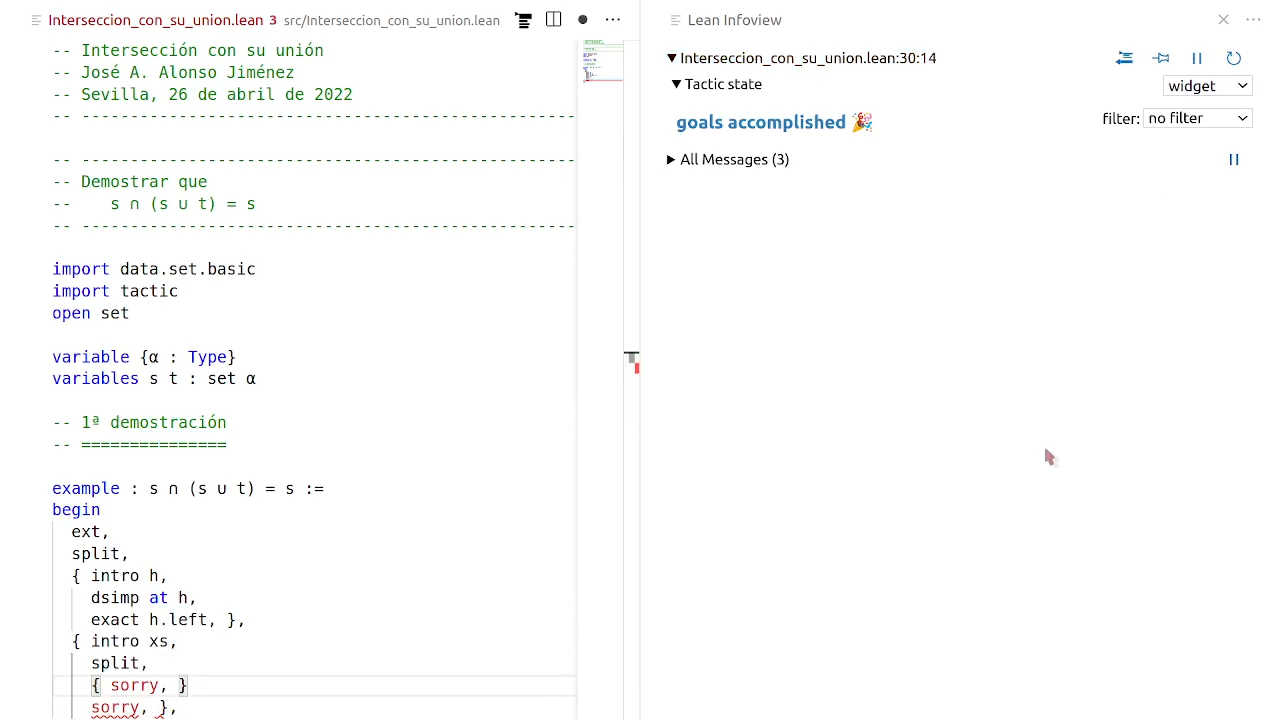 Interseccion_con_su_union.lean 3 src/Interseccion_con_su_union.lean ● ···
-- Intersección con su unión
-- José A. Alonso Jiménez
-- Sevilla, 26 de abril de 2022
-- ---------------------------------------------------
-- ---------------------------------------------------
-- Demostrar que
--    s ∩ (s ∪ t) = s
-- ---------------------------------------------------
import data.set.basic
import tactic
open set
variable {α : Type}
variables s t : set α
-- 1ª demostración
-- ===============
example : s ∩ (s ∪ t) = s :=
begin
  ext,
  split,
  { intro h,
    dsimp at h,
    exact h.left, },
  { intro xs,
    split,
    { sorry, }
    sorry, },
Lean Infoview
▼Interseccion_con_su_union.lean:30:14
▼Tactic state
widget
goals accomplished 🎉
filter: no filter
▶ All Messages (3)